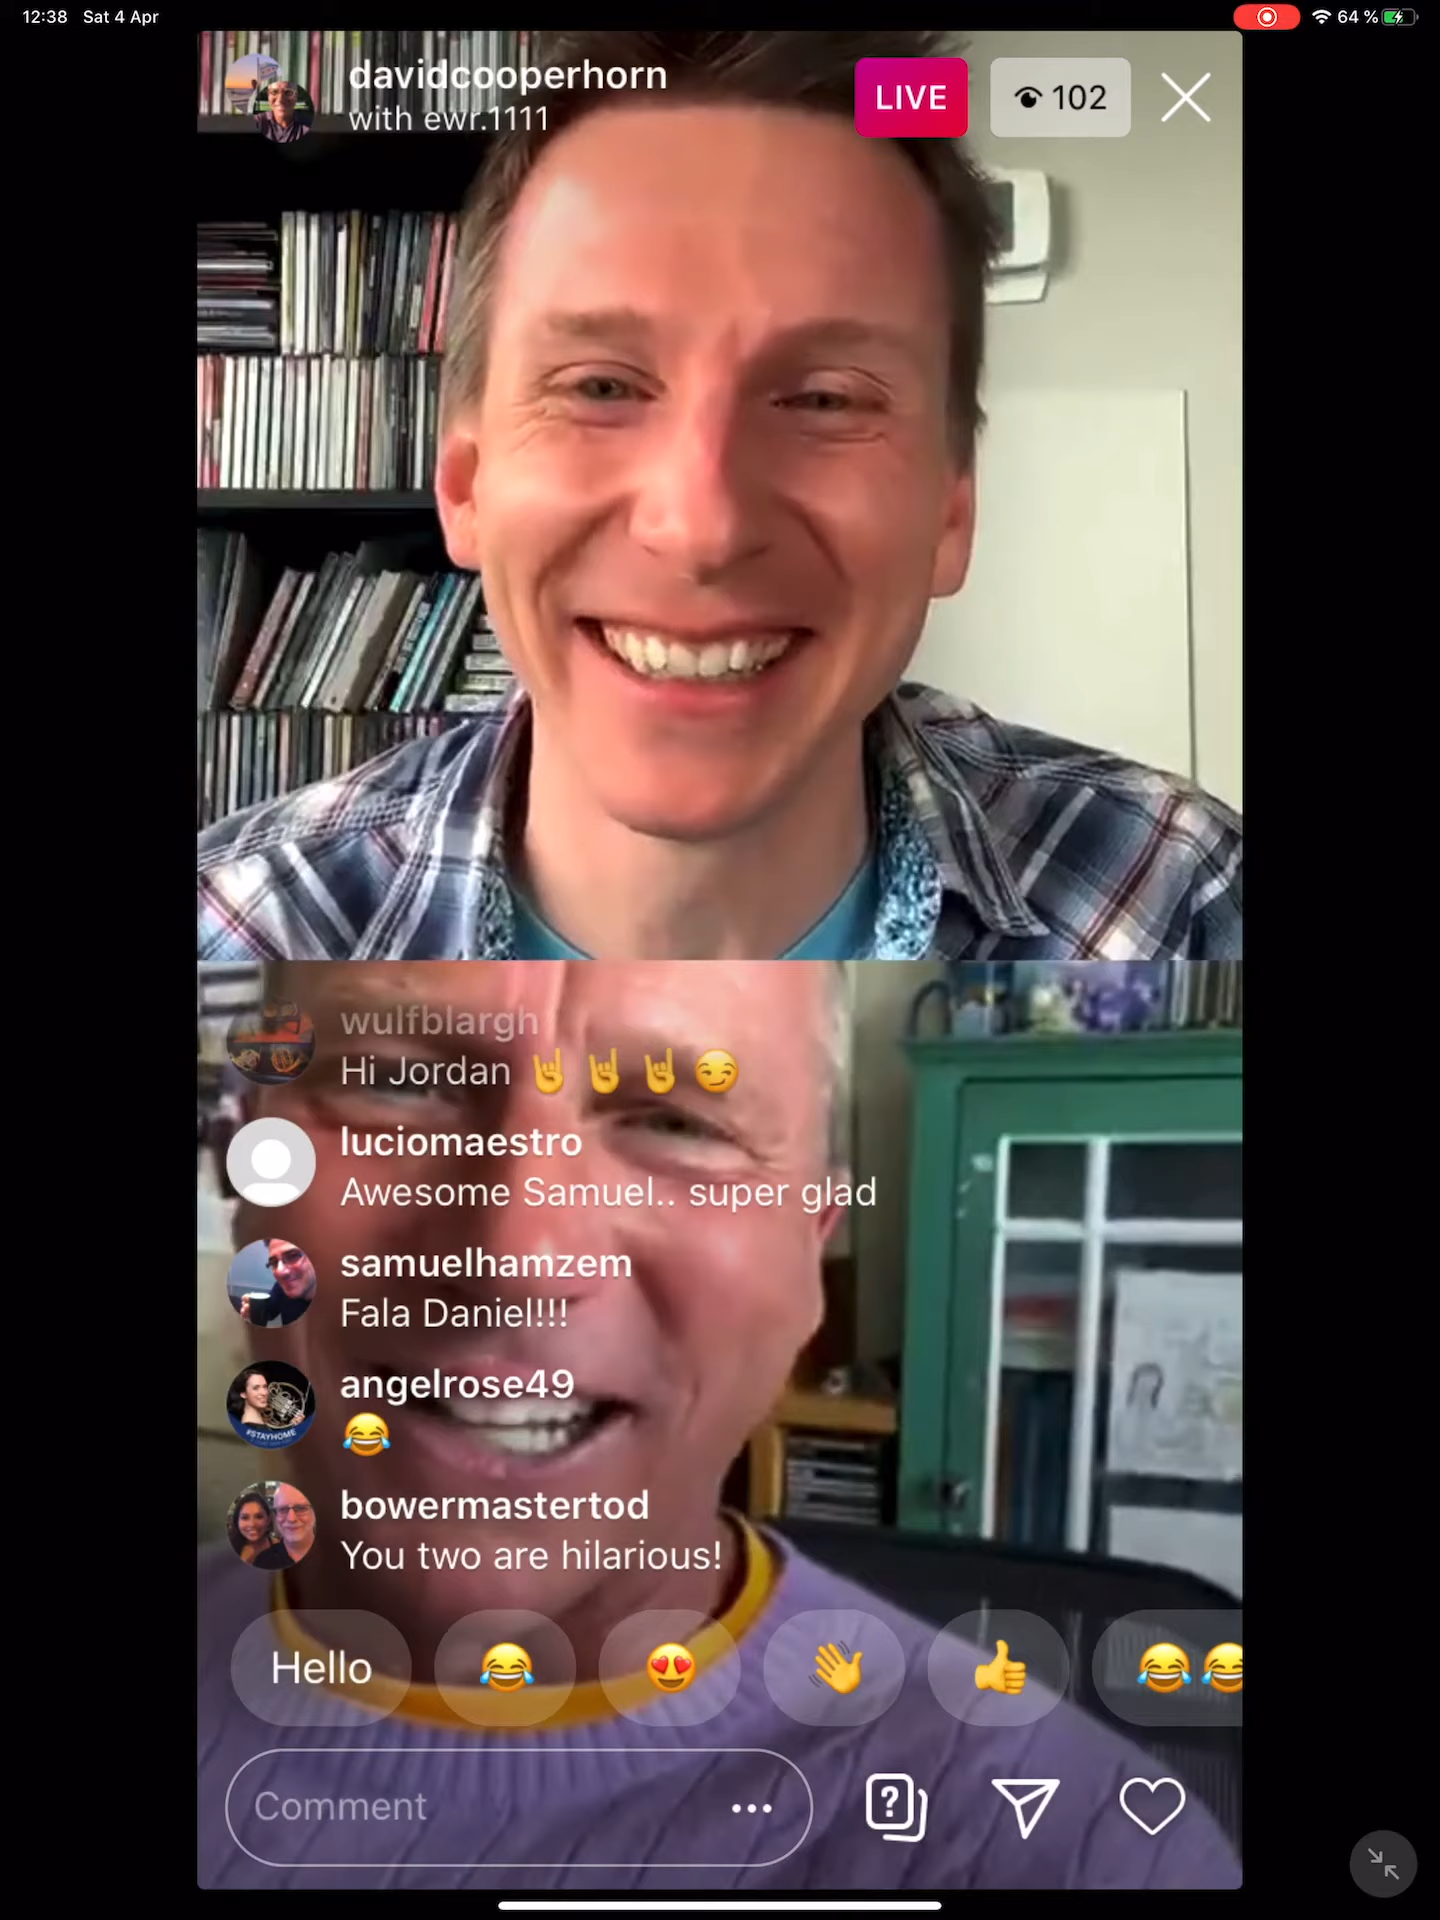 12:38 Sat 4 Apr
64 %
davidcooperhorn
with ewr.1111
LIVE
102
wulfblargh
Hi Jordan 🤘 🤘 🤘 😏
luciomaestro
Awesome Samuel.. super glad
samuelhamzem
Fala Daniel!!!
angelrose49
😂
#STAYHOME
bowermastertod
You two are hilarious!
Hello 😂 😍 👋 👍 😂 😂
Comment ...
?